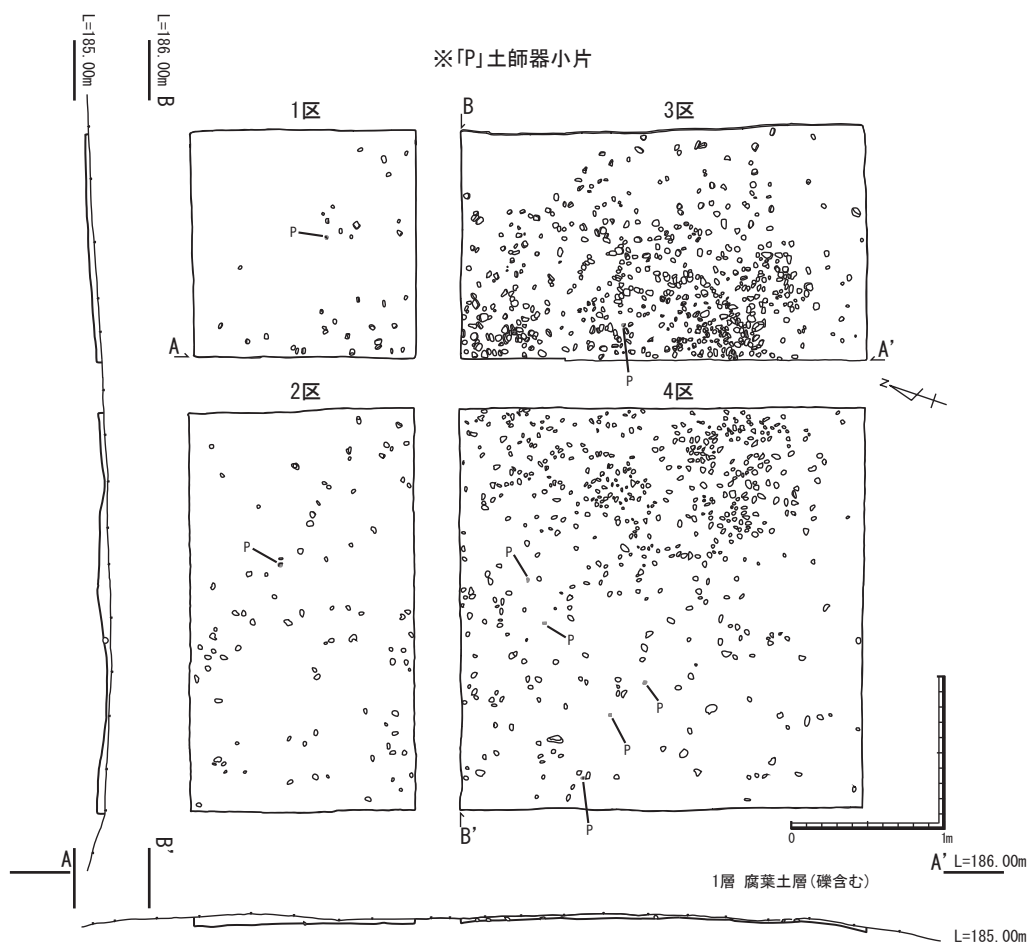 L=185.00m
L=186.00m
B
※「P」土師器小片
1区
B
3区
P
A
A'
P
2区
4区
N
P
P
P
P
P
P
B'
B'
0
1m
A
A' L=186.00m
1層 腐葉土層(礫含む)
L=185.00m